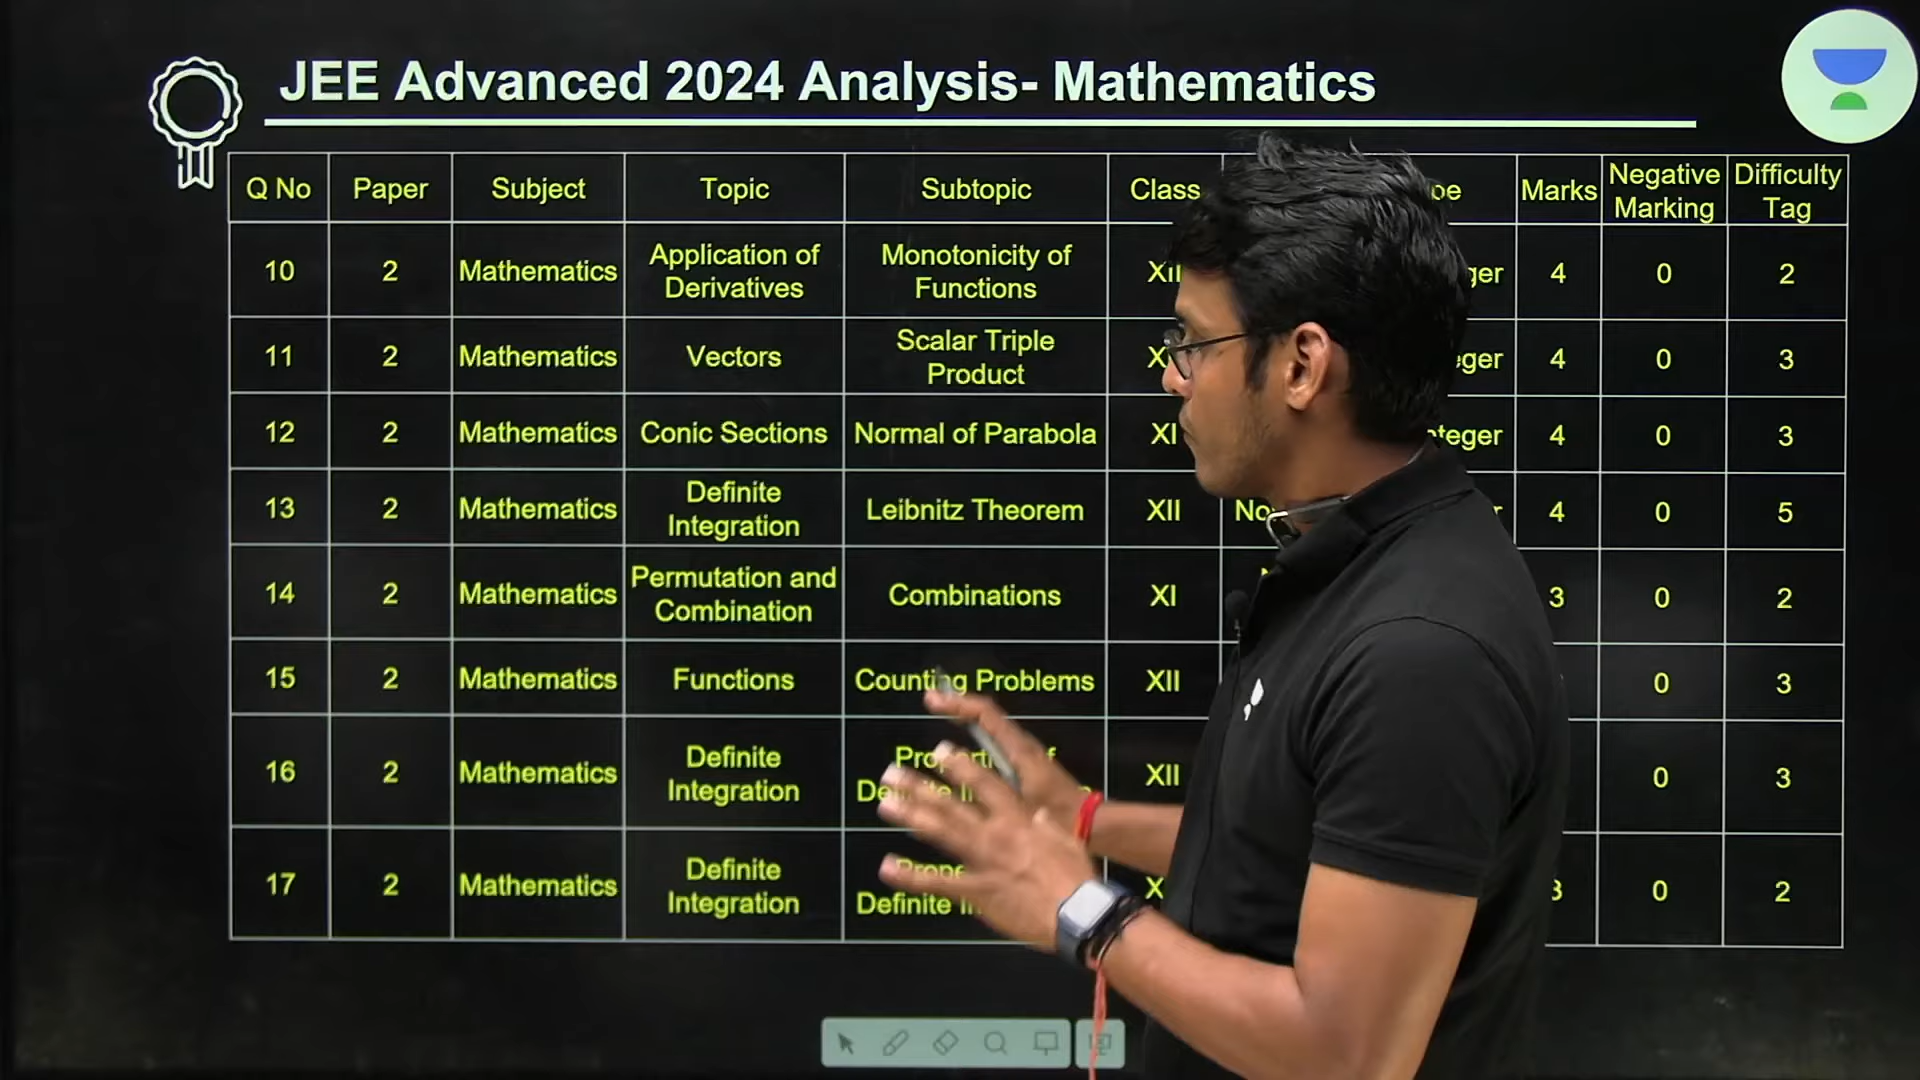 JEE Advanced 2024 Analysis- Mathematics
Q No Paper Subject Topic Subtopic Class Marks Negative Marking Difficulty Tag
10 2 Mathematics Application of Derivatives Monotonicity of Functions XII 4 0 2
11 2 Mathematics Vectors Scalar Triple Product 4 0 3
12 2 Mathematics Conic Sections Normal of Parabola XI 4 0 3
13 2 Mathematics Definite Integration Leibnitz Theorem XII 4 0 5
14 2 Mathematics Permutation and Combination Combinations XI 3 0 2
15 2 Mathematics Functions Counting Problems XII 0 3
16 2 Mathematics Definite Integration XII 0 3
17 2 Mathematics Definite Integration Definite 3 0 2